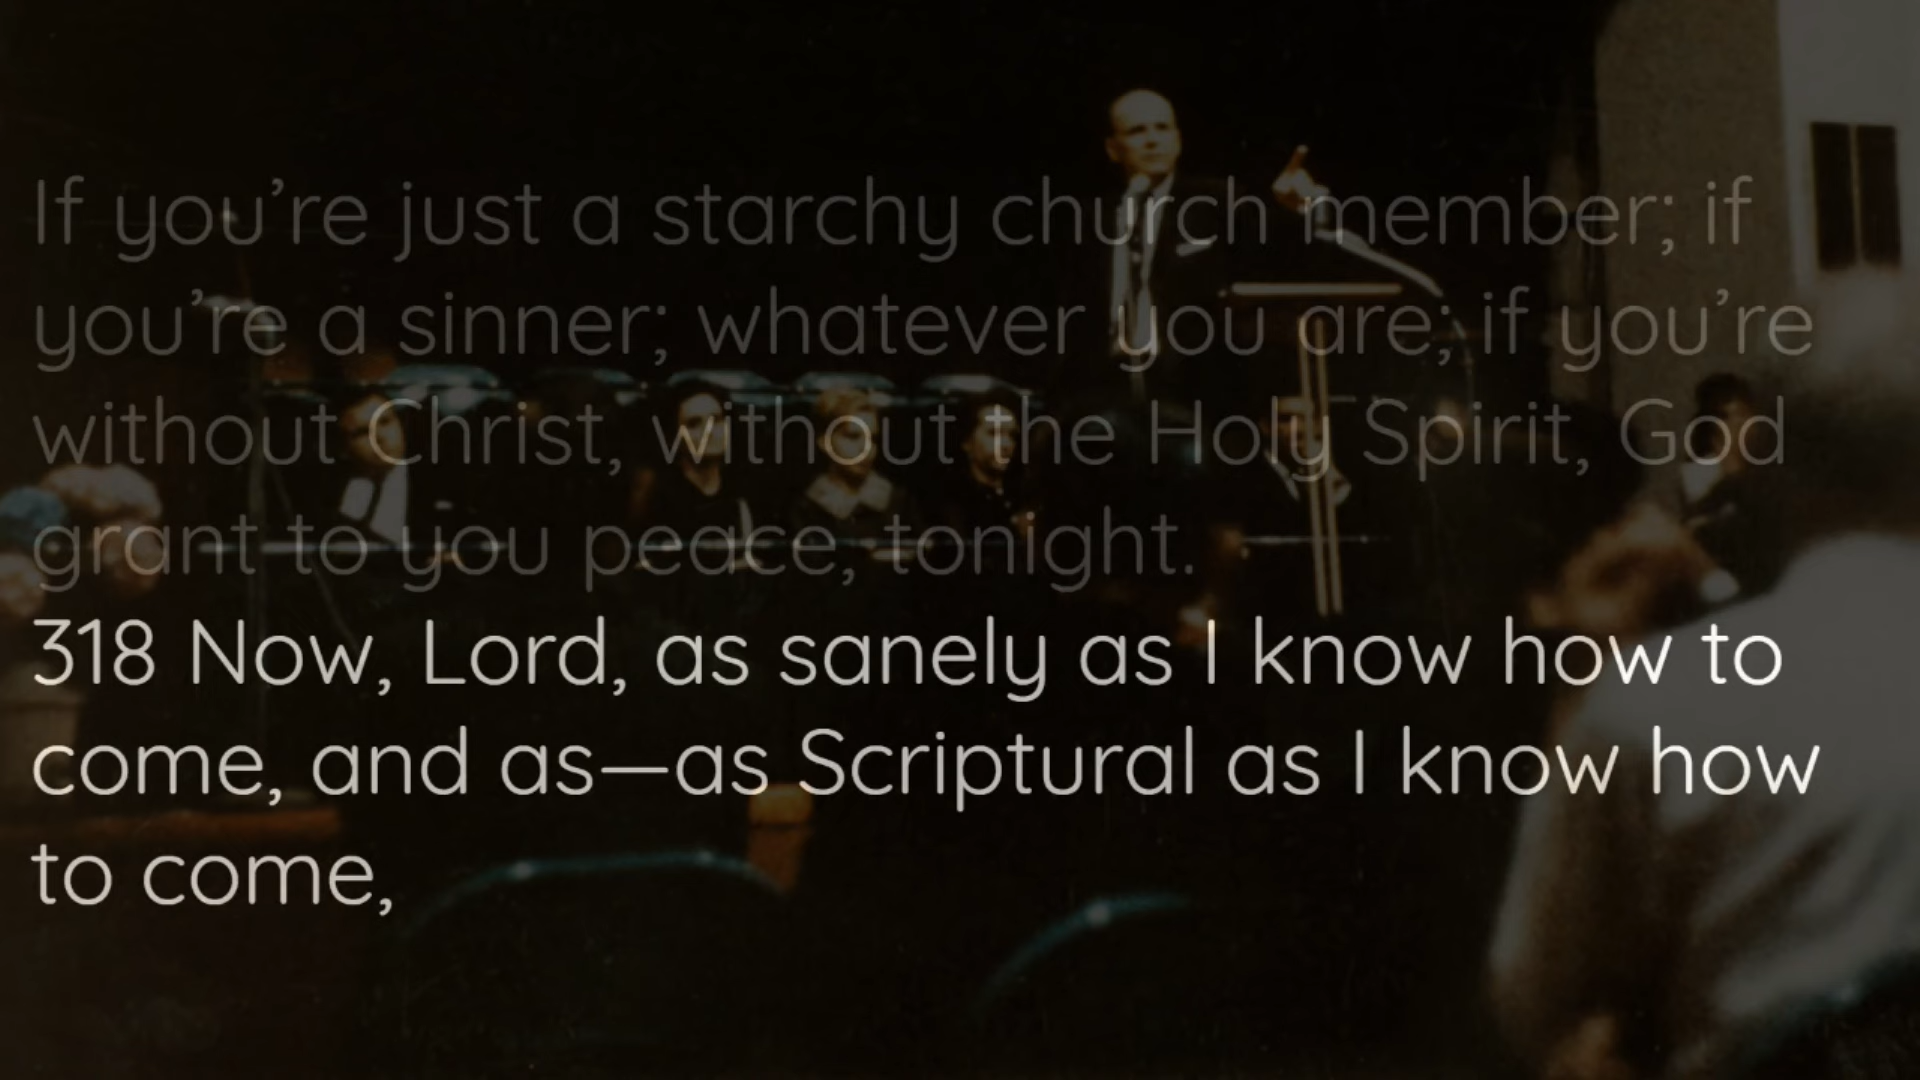 If you’re just a starchy church member; if
you’re a sinner; whatever you are; if you’re
without Christ, without the Holy Spirit, God
grant to you peace, tonight.
318 Now, Lord, as sanely as I know how to
come, and as—as Scriptural as I know how
to come,